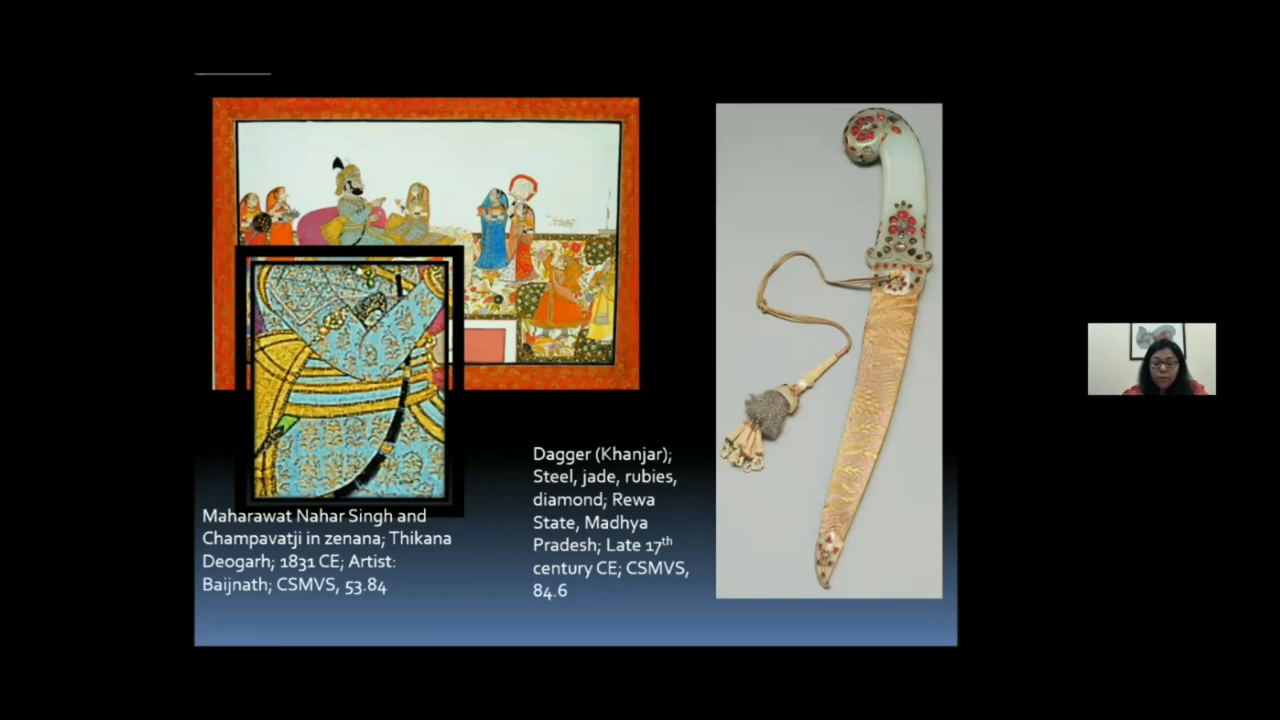 Maharawat Nahar Singh and
Champavatji in zenana; Thikana
Deogarh; 1831 CE; Artist:
Baijnath; CSMVS, 53.84
Dagger (Khanjar);
Steel, jade, rubies,
diamond; Rewa
State, Madhya
Pradesh; Late 17th
century CE; CSMVS,
84.6